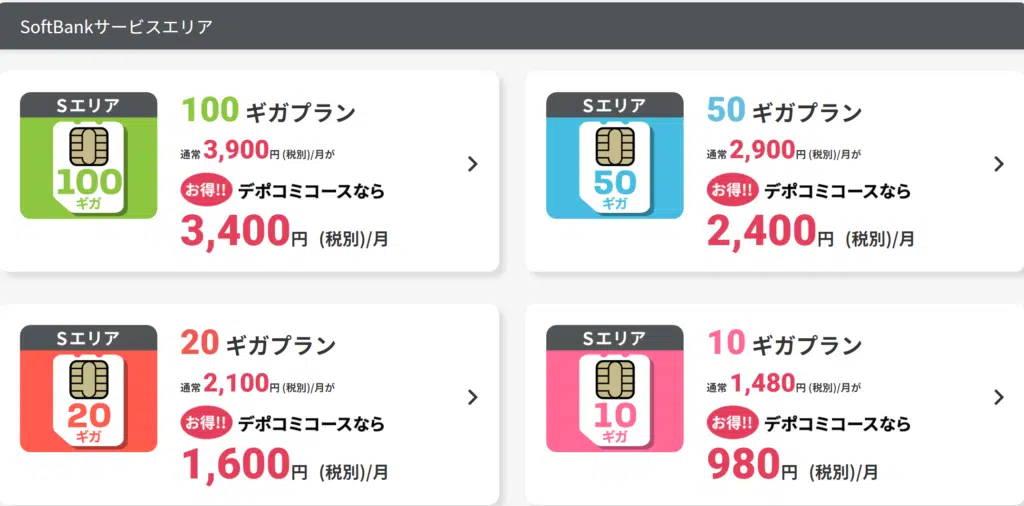 SoftBankサービスエリア
Sエリア
100
ギガ
100 ギガプラン
通常 3,900円(税別)/月が
お得!! デポコミコースなら
3,400円 (税別)/月
Sエリア
50
ギガ
50 ギガプラン
通常 2,900円(税別)/月が
お得!! デポコミコースなら
2,400円 (税別)/月
Sエリア
20
ギガ
20 ギガプラン
通常 2,100円(税別)/月が
お得!! デポコミコースなら
1,600円 (税別)/月
Sエリア
10
ギガ
10 ギガプラン
通常 1,480円(税別)/月が
お得!! デポコミコースなら
980円 (税別)/月